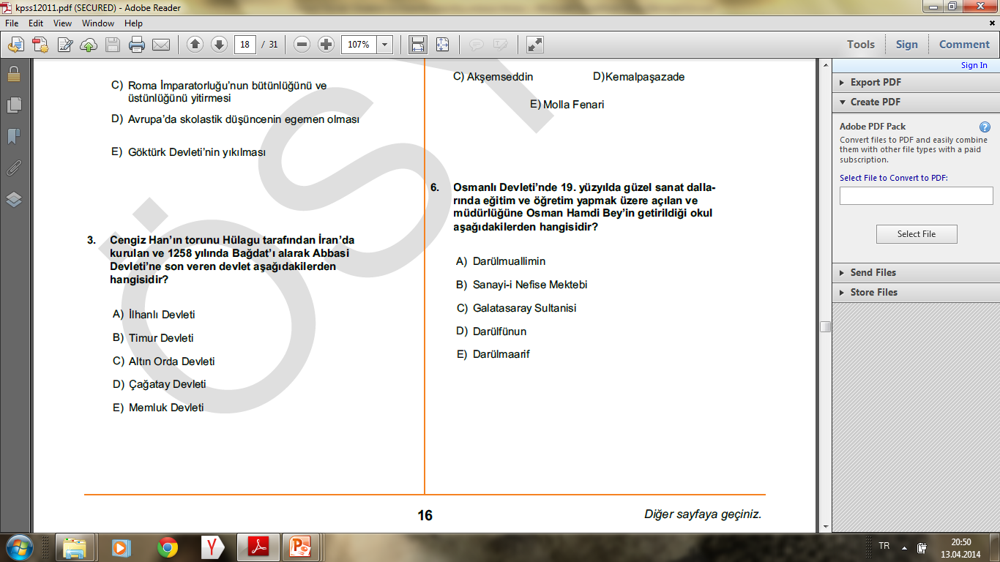 kpss12011.pdf (SECURED) - Adobe Reader
File Edit View Window Help
18 / 31
107%
Tools Sign Comment
Sign In
Export PDF
Create PDF
Adobe PDF Pack
Convert files to PDF and easily combine
them with other file types with a paid
subscription.
Select File to Convert to PDF:
Select File
Send Files
Store Files
C) Roma İmparatorluğu’nun bütünlüğünü ve
üstünlüğünü yitirmesi
D) Avrupa’da skolastik düşüncenin egemen olması
E) Göktürk Devleti’nin yıkılması
3. Cengiz Han’ın torunu Hülagu tarafından İran’da
kurulan ve 1258 yılında Bağdat’ı alarak Abbasi
Devleti’ne son veren devlet aşağıdakilerden
hangisidir?
A) İlhanlı Devleti
B) Timur Devleti
C) Altın Orda Devleti
D) Çağatay Devleti
E) Memluk Devleti
C) Akşemseddin D) Kemalpaşazade
E) Molla Fenari
6. Osmanlı Devleti’nde 19. yüzyılda güzel sanat dalla-
rında eğitim ve öğretim yapmak üzere açılan ve
müdürlüğüne Osman Hamdi Bey’in getirildiği okul
aşağıdakilerden hangisidir?
A) Darülmuallimin
B) Sanayi-i Nefise Mektebi
C) Galatasaray Sultanisi
D) Darülfünun
E) Darülmaarif
16
Diğer sayfaya geçiniz.
TR
20:50
13.04.2014